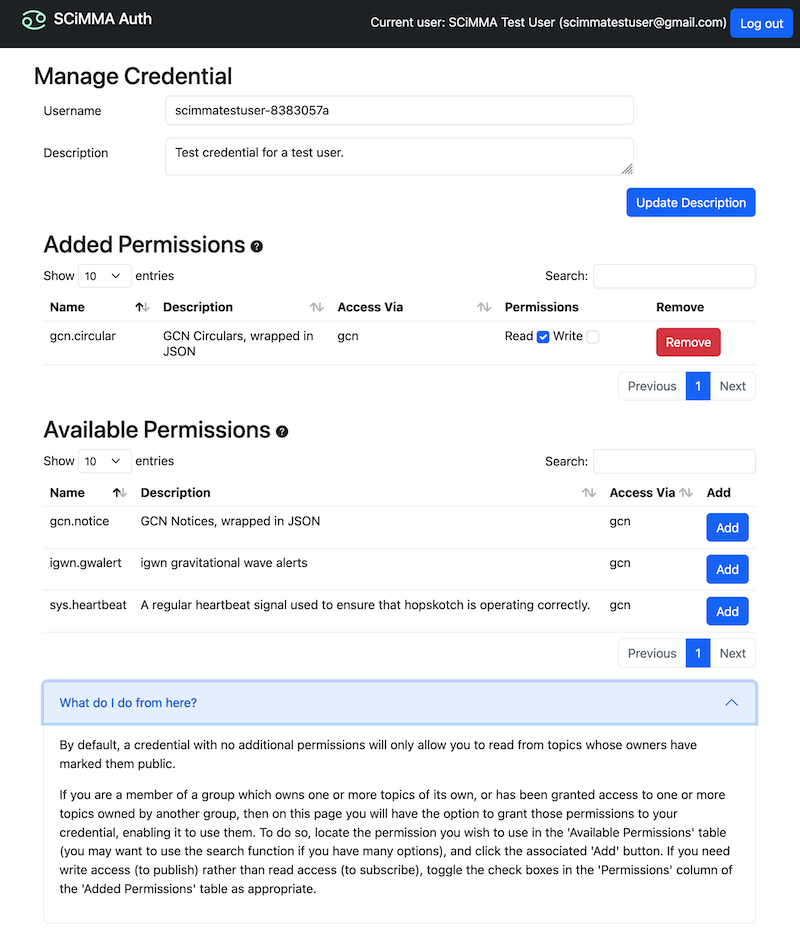 SCiMMA Auth
Current user: SCiMMA Test User (scimmatestuser@gmail.com) Log out
Manage Credential
Username scimmatestuser-8383057a
Description Test credential for a test user.
Update Description
Added Permissions ?
Show 10 entries Search:
Name Description Access Via Permissions Remove
gcn.circular GCN Circulars, wrapped in gcn Read Write Remove
JSON
Previous 1 Next
Available Permissions ?
Show 10 entries Search:
Name Description Access Via Add
gcn.notice GCN Notices, wrapped in JSON gcn Add
igwn.gwalert igwn gravitational wave alerts gcn Add
sys.heartbeat A regular heartbeat signal used to ensure that hopskotch is operating correctly. gcn Add
Previous 1 Next
What do I do from here?
By default, a credential with no additional permissions will only allow you to read from topics whose owners have
marked them public.
If you are a member of a group which owns one or more topics of its own, or has been granted access to one or more
topics owned by another group, then on this page you will have the option to grant those permissions to your
credential, enabling it to use them. To do so, locate the permission you wish to use in the 'Available Permissions' table
(you may want to use the search function if you have many options), and click the associated 'Add' button. If you need
write access (to publish) rather than read access (to subscribe), toggle the check boxes in the 'Permissions' column of
the 'Added Permissions' table as appropriate.